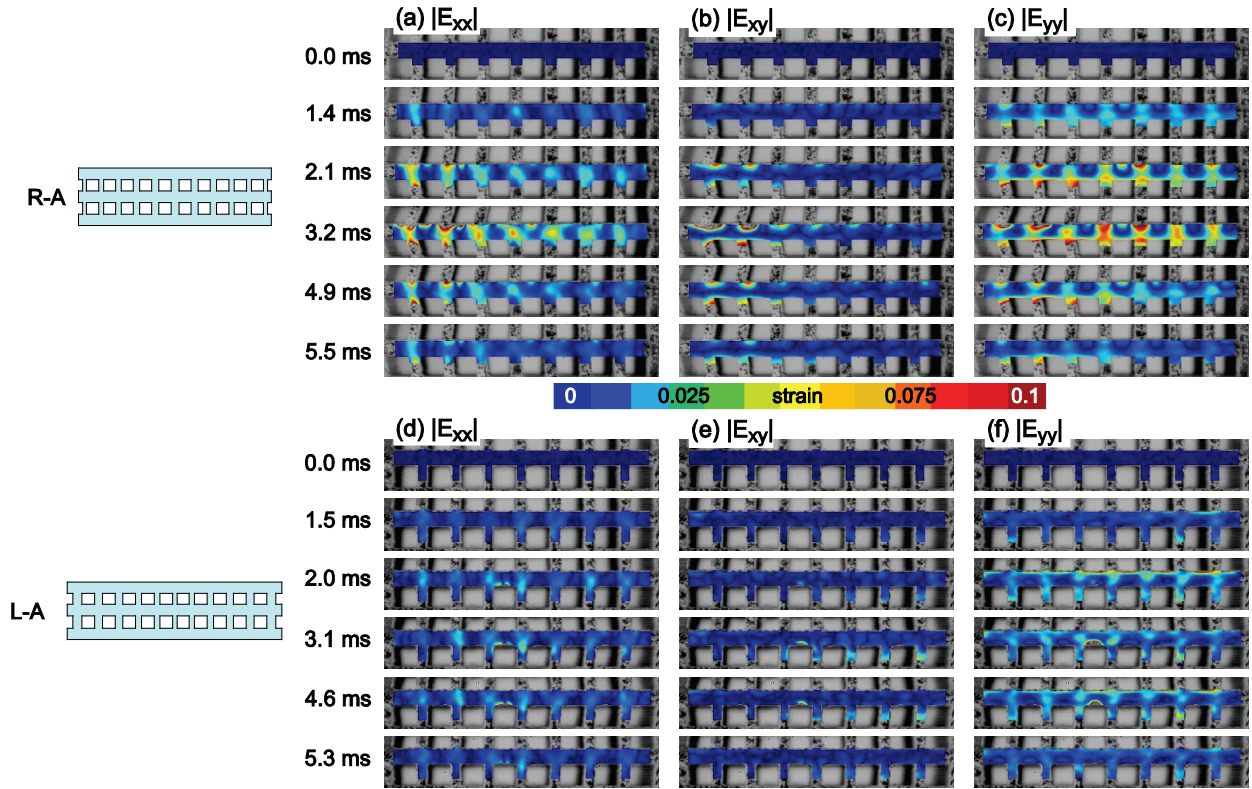 (a) |Exx| (b) |Exy| (c) |Eyy|
0.0 ms
1.4 ms
2.1 ms
R-A
3.2 ms
4.9 ms
5.5 ms
0 0.025 strain 0.075 0.1
(d) |Exx| (e) |Exy| (f) |Eyy|
0.0 ms
1.5 ms
2.0 ms
L-A
3.1 ms
4.6 ms
5.3 ms